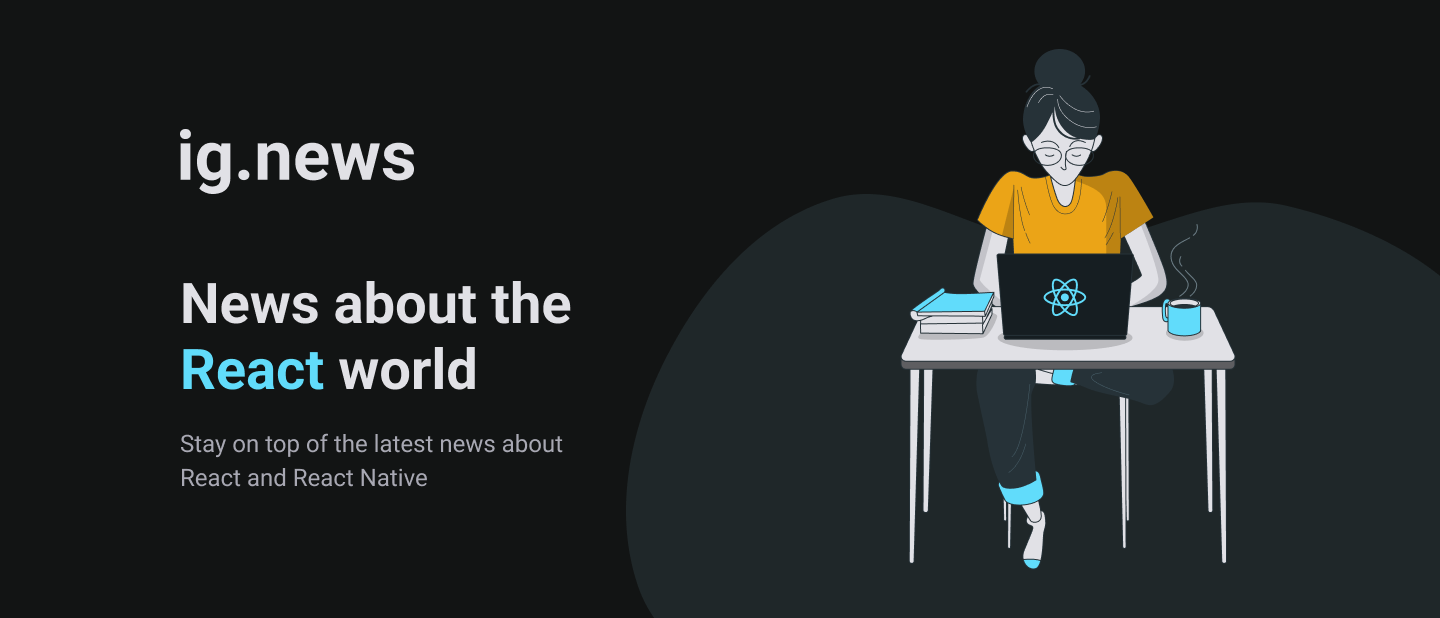 ig.news
News about the
React world
Stay on top of the latest news about
React and React Native